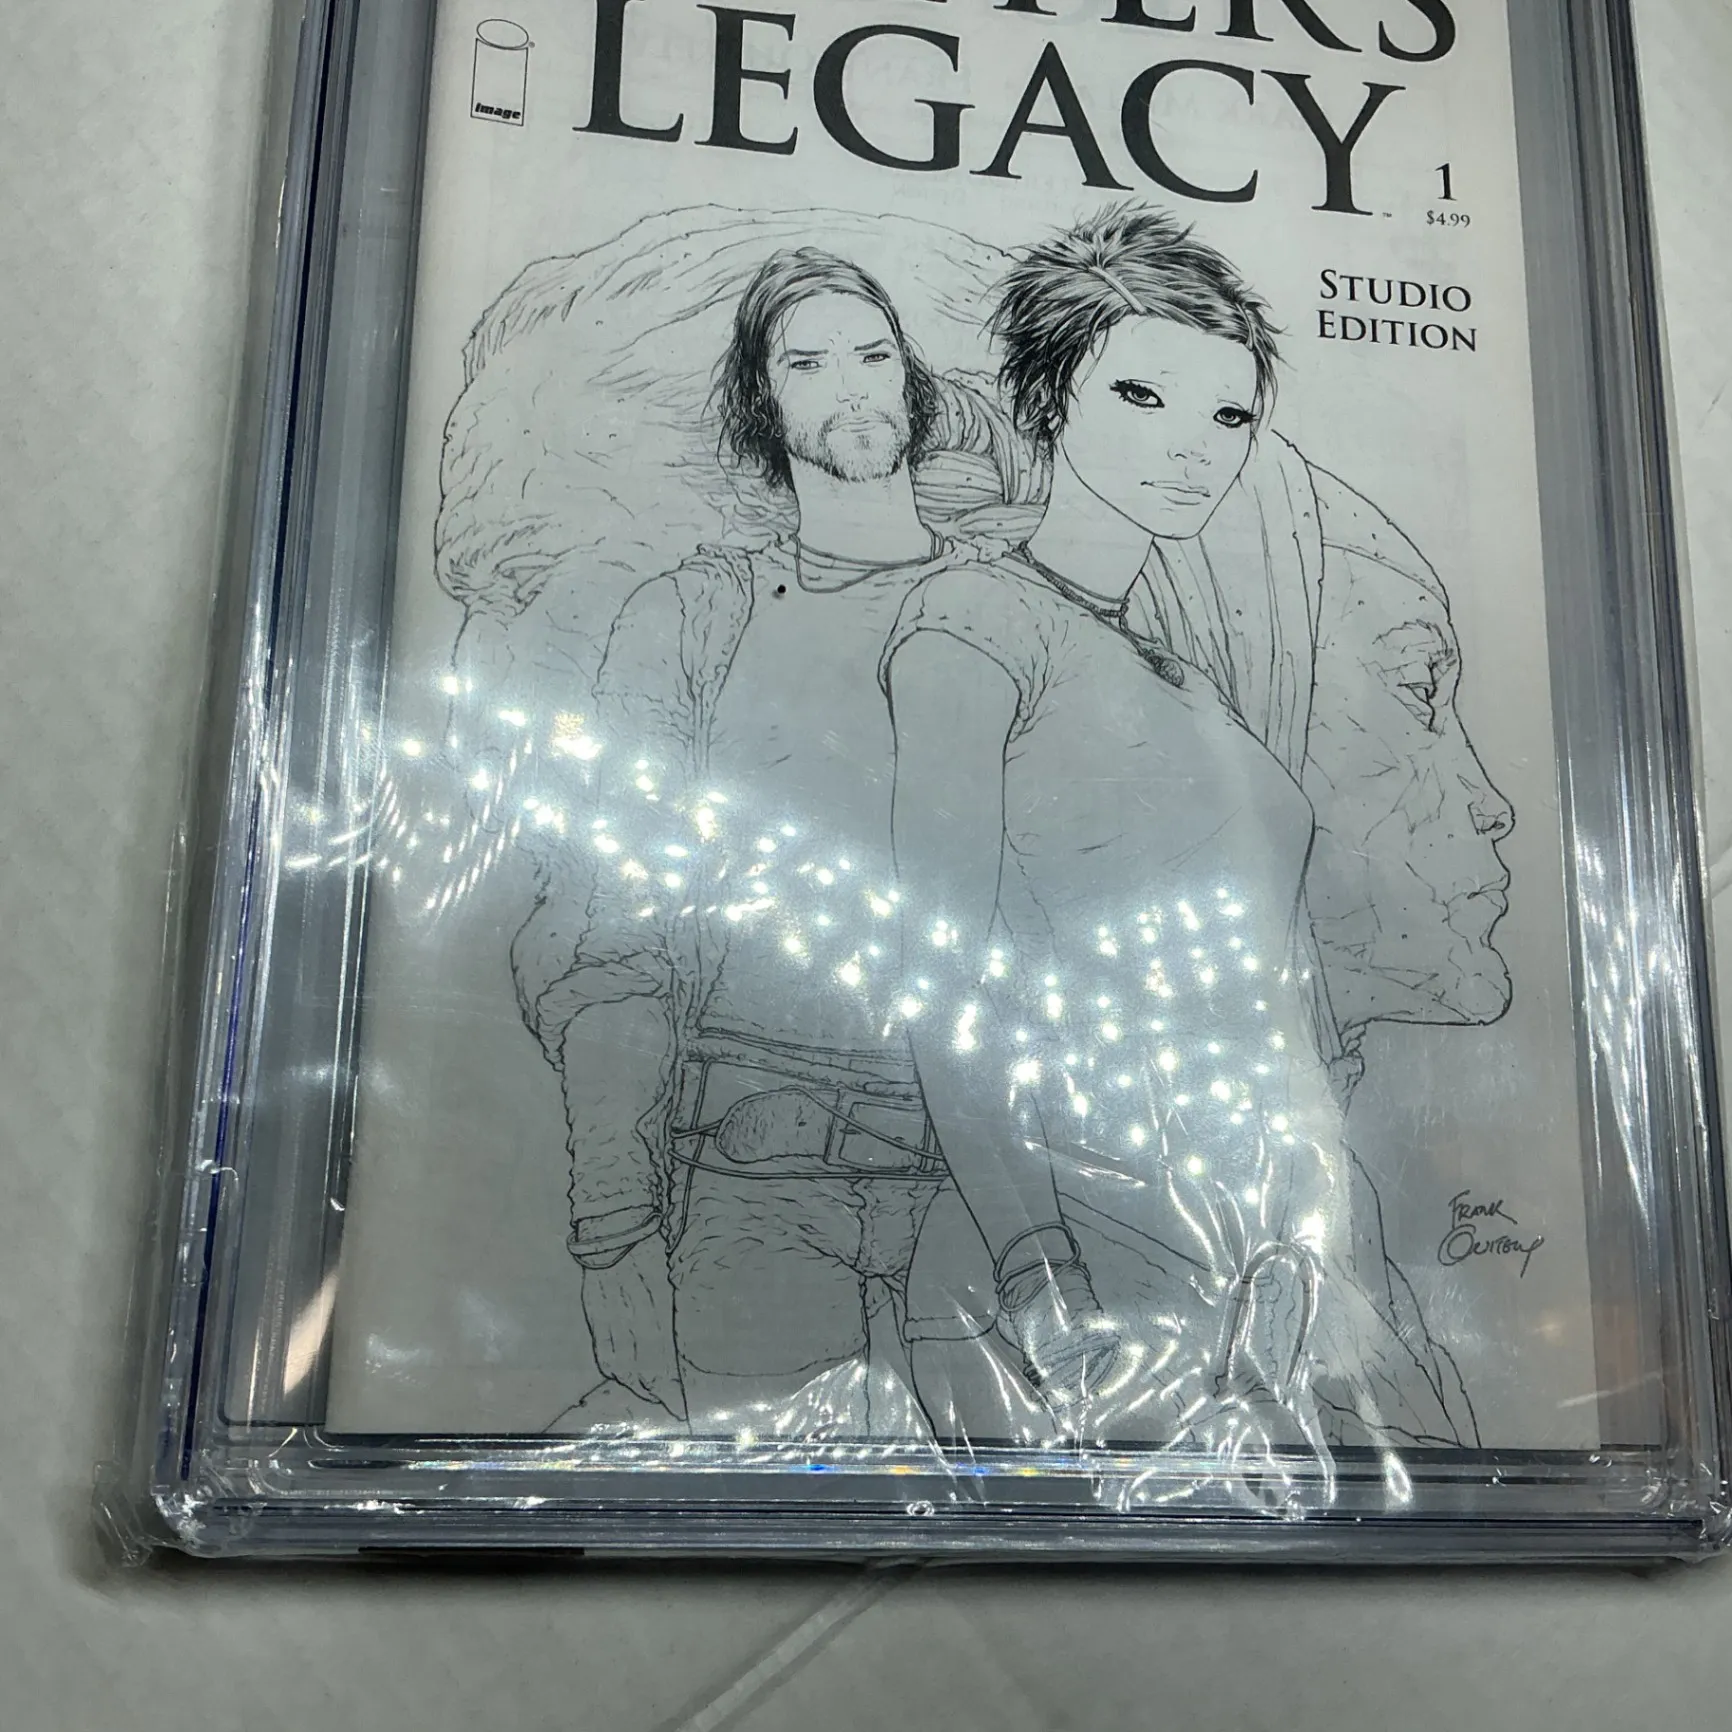 LEGACY
image
1
$4.99
STUDIO
EDITION
FRANK
QUITELY